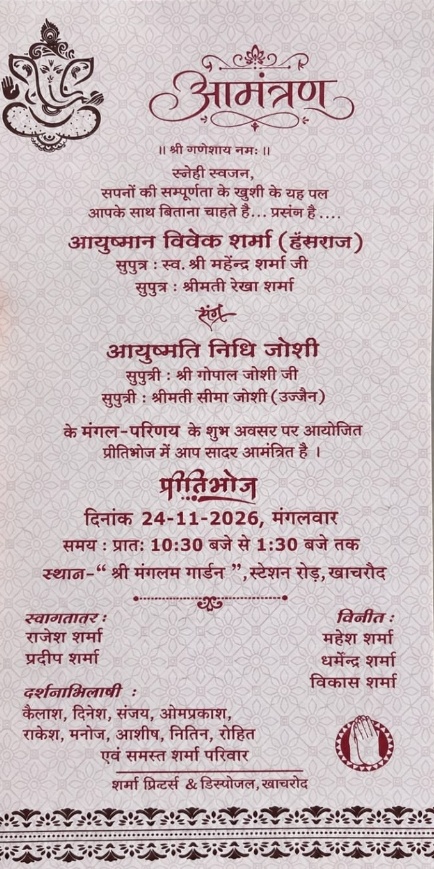 आमंत्रण
॥ श्री गणेशाय नमः ॥
स्नेही स्वजन,
सपनों की सम्पूर्णता के खुशी के यह पल
आपके साथ बिताना चाहते है... प्रसंग है....
आयुष्मान विवेक शर्मा (हंसराज)
सुपुत्र : स्व. श्री महेंन्द्र शर्मा जी
सुपुत्र : श्रीमती रेखा शर्मा
संग
आयुष्मति निधि जोशी
सुपुत्री : श्री गोपाल जोशी जी
सुपुत्री : श्रीमती सीमा जोशी (उज्जैन)
के मंगल-परिणय के शुभ अवसर पर आयोजित
प्रीतिभोज में आप सादर आमंत्रित है ।
प्रीतिभोज
दिनांक 24-11-2026, मंगलवार
समय : प्रात: 10:30 बजे से 1:30 बजे तक
स्थान-“ श्री मंगलम गार्डन ”,स्टेशन रोड़, खाचरौद
स्वागतातर :
राजेश शर्मा
प्रदीप शर्मा
विनीत :
महेश शर्मा
धर्मेन्द्र शर्मा
विकास शर्मा
दर्शनाभिलाषी :
कैलाश, दिनेश, संजय, ओमप्रकाश,
राकेश, मनोज, आशीष, नितिन, रोहित
एवं समस्त शर्मा परिवार
शर्मा प्रिन्टर्स & डिस्योजल, खाचरोद